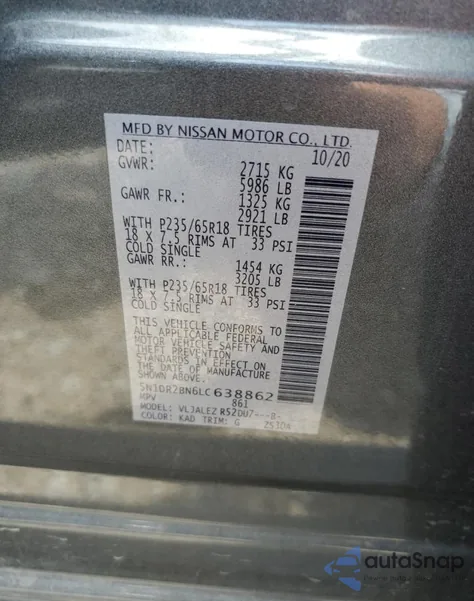 MFD BY NISSAN MOTOR CO., LTD.
DATE: 10/20
GVWR: 2715 KG
5986 LB
GAWR FR.: 1325 KG
2921 LB
WITH P235/65R18 TIRES
18 X 7.5 RIMS AT 33 PSI
COLD SINGLE
GAWR RR.: 1454 KG
3205 LB
WITH P235/65R18 TIRES
18 X 7.5 RIMS AT 33 PSI
COLD SINGLE
THIS VEHICLE CONFORMS TO
ALL APPLICABLE FEDERAL
MOTOR VEHICLE SAFETY AND
THEFT PREVENTION
STANDARDS IN EFFECT ON
THE DATE OF MANUFACTURE
SHOWN ABOVE.
5N1DR2BN6LC638862
MPV 861
MODEL: VLJALEZ R52DU7---B-
COLOR: KAD TRIM: G
autoSnap